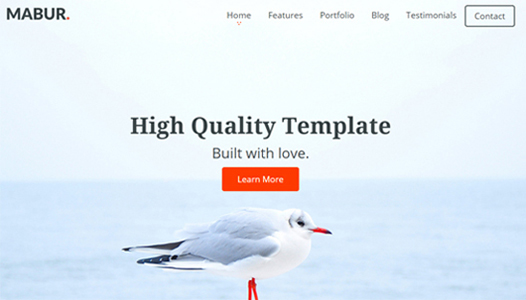 MABUR.
Home Features Portfolio Blog Testimonials Contact
High Quality Template
Built with love.
Learn More